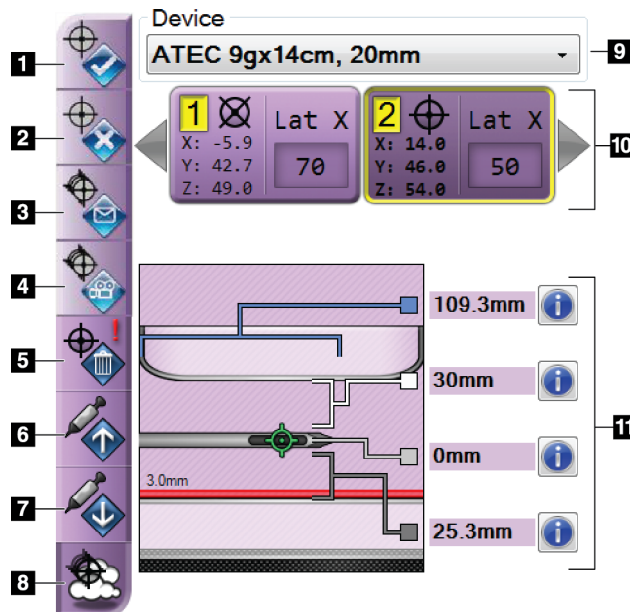 Device
1
ATEC 9gx14cm, 20mm
9
2
1 Lat X
X: -5.9
Y: 42.7
Z: 49.0
70
2 Lat X
X: 14.0
Y: 46.0
Z: 54.0
50
10
3
4
109.3mm
5
!
30mm
6
11
0mm
7
3.0mm
25.3mm
8